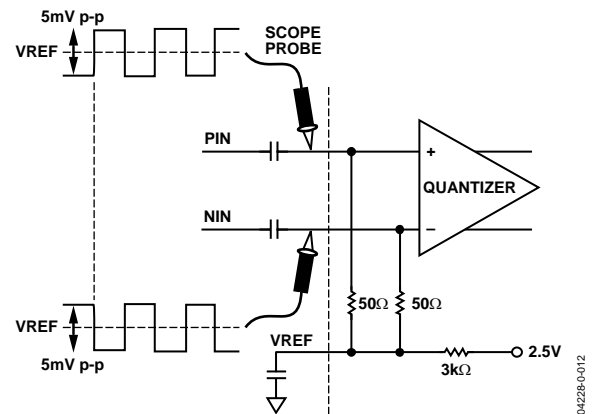 5mV p-p
VREF
SCOPE
PROBE
PIN
+
QUANTIZER
NIN
−
50Ω
50Ω
VREF
5mV p-p
VREF
2.5V
3kΩ
04228-0-012